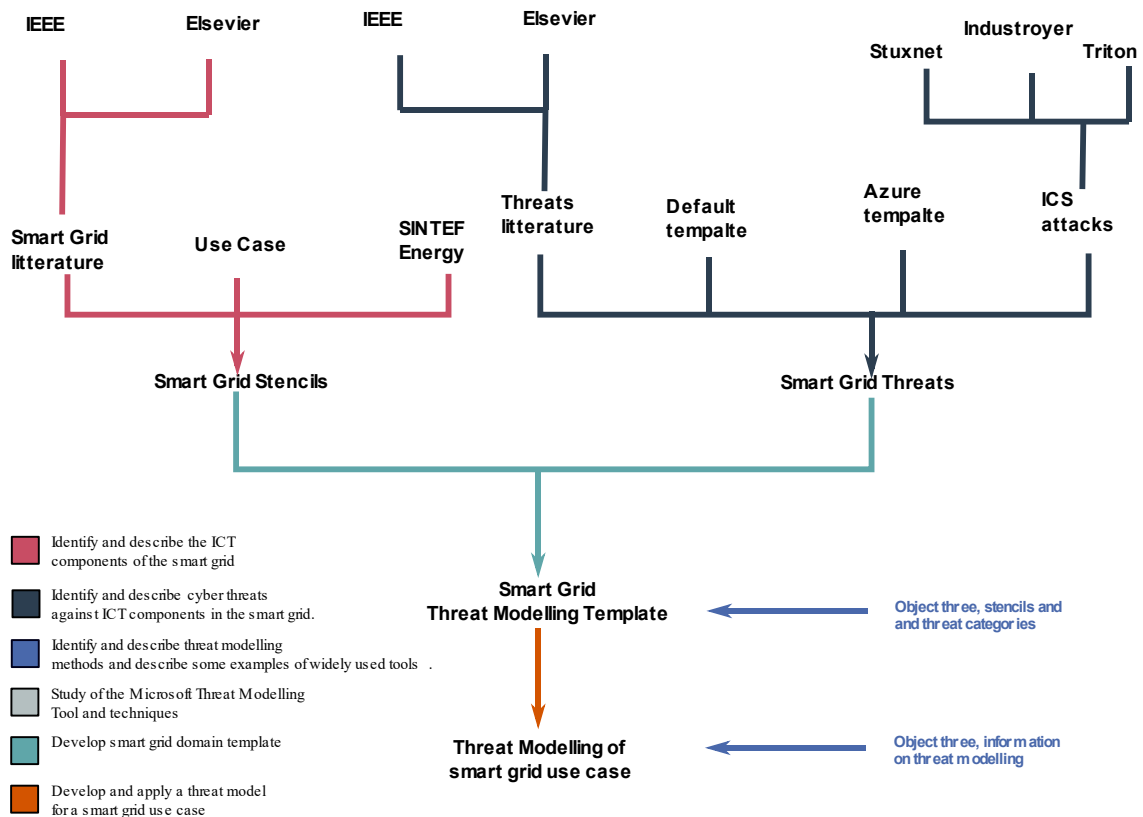 IEEE
Elsevier
IEEE
Elsevier
Industroyer
Stuxnet
Triton
Smart Grid
litterature
Use Case
SINTEF
Energy
Threats
litterature
Default
tempalte
Azure
tempalte
ICS
attacks
Smart Grid Stencils
Smart Grid Threats
Identify and describe the ICT
components of the smart grid
Identify and describe cyber threats
against ICT components in the smart grid.
Identify and describe threat modelling
methods and describe some examples of widely used tools .
Study of the Microsoft Threat Modelling
Tool and techniques
Develop smart grid domain template
Develop and apply a threat model
for a smart grid use case
Smart Grid
Threat Modelling Template
Object three, stencils and
and threat categories
Threat Modelling of
smart grid use case
Object three, information
on threat modelling